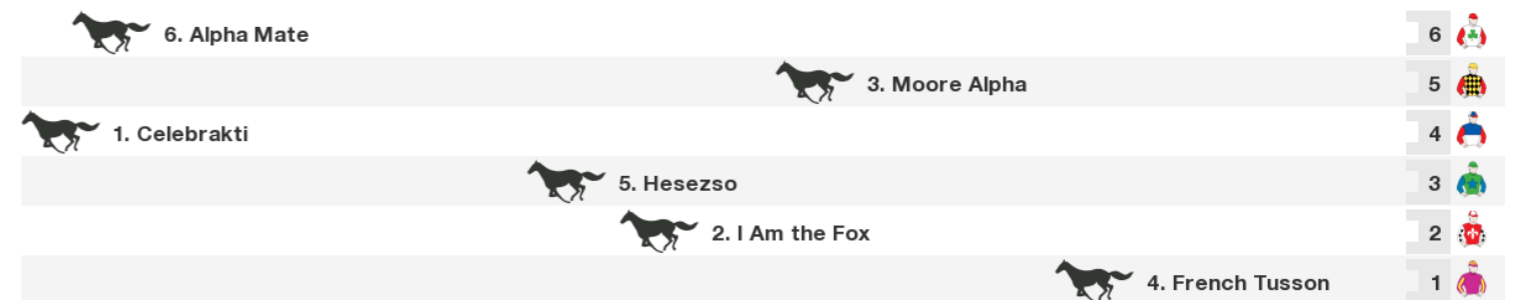 6. Alpha Mate 6
3. Moore Alpha 5
1. Celebrakti 4
5. Hesezso 3
2. I Am the Fox 2
4. French Tusson 1